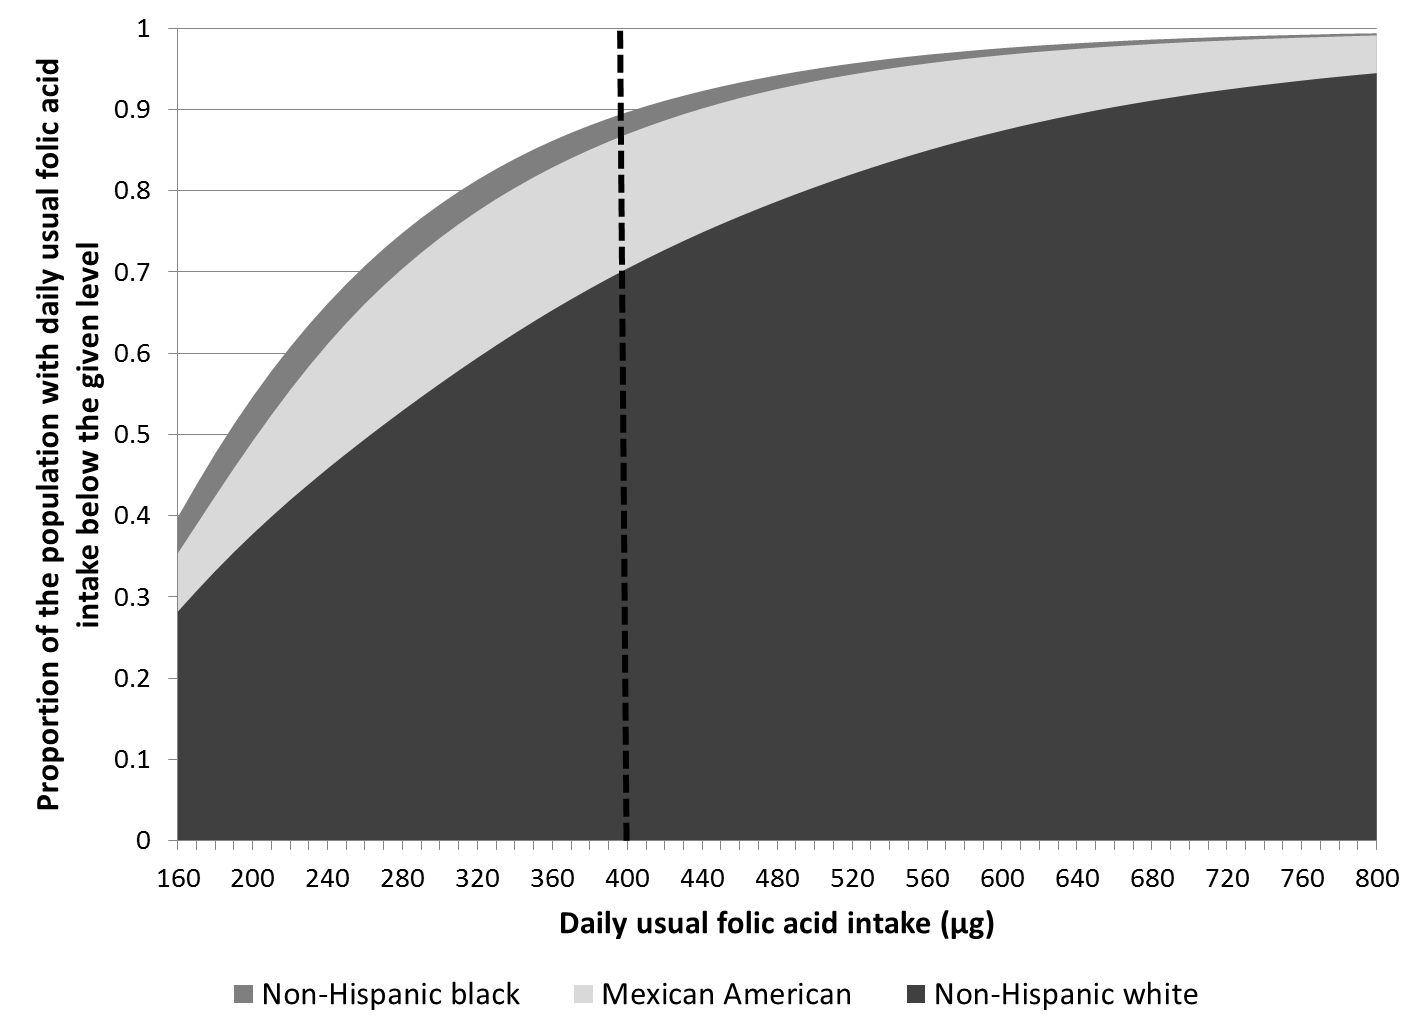 Proportion of the population with daily usual folic acid
intake below the given level
1
0.9
0.8
0.7
0.6
0.5
0.4
0.3
0.2
0.1
0
160 200 240 280 320 360 400 440 480 520 560 600 640 680 720 760 800
Daily usual folic acid intake (µg)
Non-Hispanic black Mexican American Non-Hispanic white